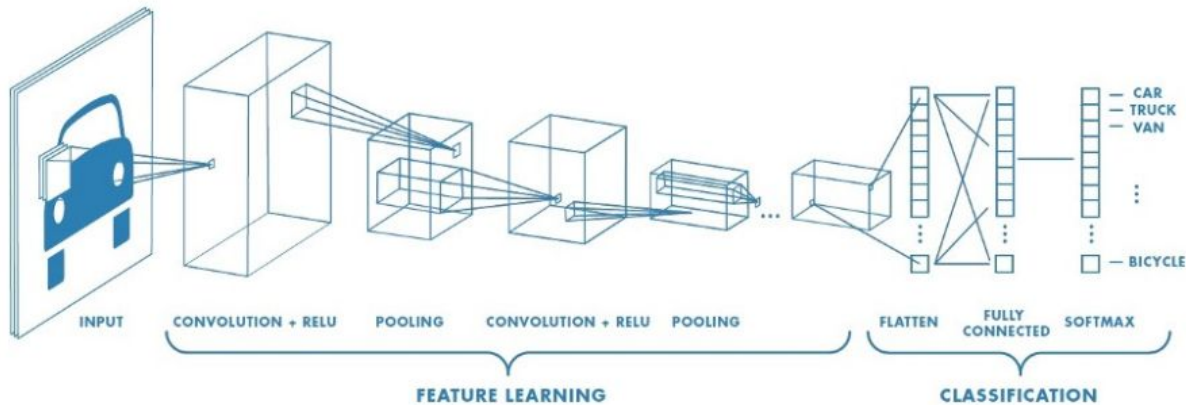 CAR
TRUCK
VAN
BICYCLE
INPUT
CONVOLUTION + RELU
POOLING
CONVOLUTION + RELU
POOLING
FLATTEN
FULLY
CONNECTED
SOFTMAX
FEATURE LEARNING
CLASSIFICATION